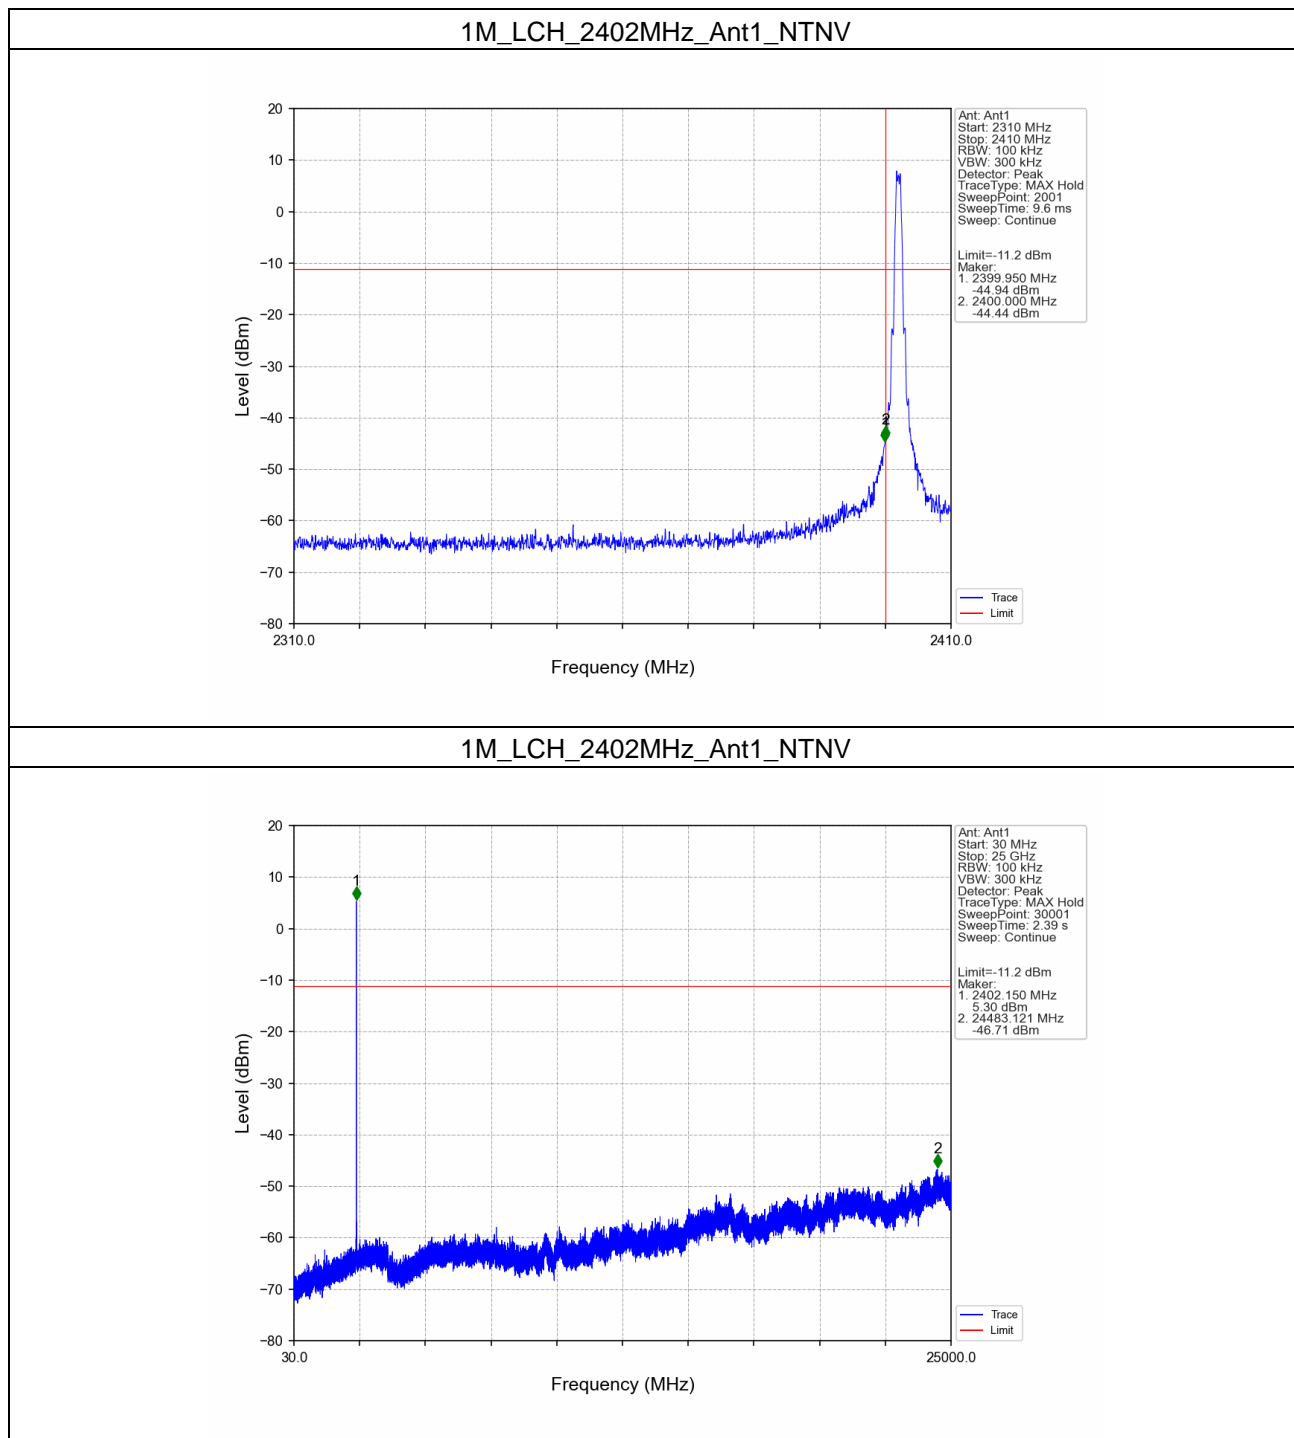 1M_LCH_2402MHz_Ant1_NTNV
20
10
0
−10
−20
−30
−40
−50
−60
−70
−80
Level (dBm)
2
2310.0
2410.0
Frequency (MHz)
Ant: Ant1
Start: 2310 MHz
Stop: 2410 MHz
RBW: 100 kHz
VBW: 300 kHz
Detector: Peak
TraceType: MAX Hold
SweepPoint: 2001
SweepTime: 9.6 ms
Sweep: Continue
Limit=-11.2 dBm
Maker:
1. 2399.950 MHz
-44.94 dBm
2. 2400.000 MHz
-44.44 dBm
Trace
Limit
1M_LCH_2402MHz_Ant1_NTNV
20
10
0
−10
−20
−30
−40
−50
−60
−70
−80
Level (dBm)
1
2
30.0
25000.0
Frequency (MHz)
Ant: Ant1
Start: 30 MHz
Stop: 25 GHz
RBW: 100 kHz
VBW: 300 kHz
Detector: Peak
TraceType: MAX Hold
SweepPoint: 30001
SweepTime: 2.39 s
Sweep: Continue
Limit=-11.2 dBm
Maker:
1. 2402.150 MHz
5.30 dBm
2. 24483.121 MHz
-46.71 dBm
Trace
Limit